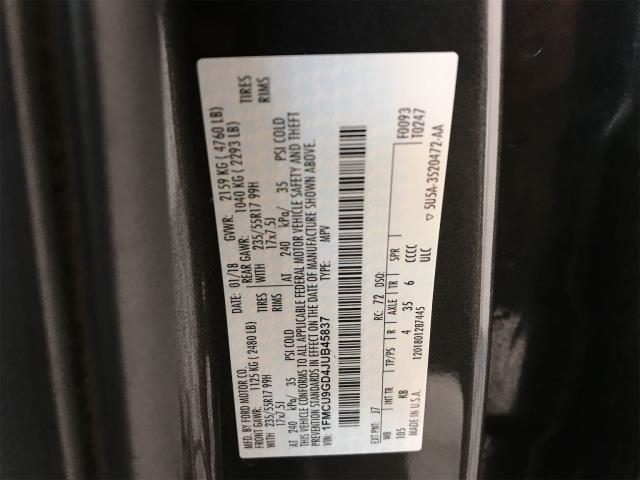 MFD. BY FORD MOTOR CO.
DATE: 01/18 GVWR: 2159 KG ( 4760 LB)
FRONT GAWR: 1125 KG ( 2480 LB) REAR GAWR: 1040 KG ( 2293 LB)
WITH 235/55R17 99H TIRES WITH 235/55R17 99H TIRES
17x7.5J RIMS 17x7.5J RIMS
AT 240 kPa/ 35 PSI COLD AT 240 kPa/ 35 PSI COLD
THIS VEHICLE CONFORMS TO ALL APPLICABLE FEDERAL MOTOR VEHICLE SAFETY AND THEFT
PREVENTION STANDARDS IN EFFECT ON THE DATE OF MANUFACTURE SHOWN ABOVE.
VIN: 1FMCU9GD4JUB45837 TYPE: MPV
EXT PNT: J7 RC: 72 DSO: F0093
WB INT TR TP/PS R AXLE TR SPR T0247
105 KB 4 35 6 CCCC
MADE IN U.S.A. 1201801287445 ULC ▽ 5U5A-3520472-AA